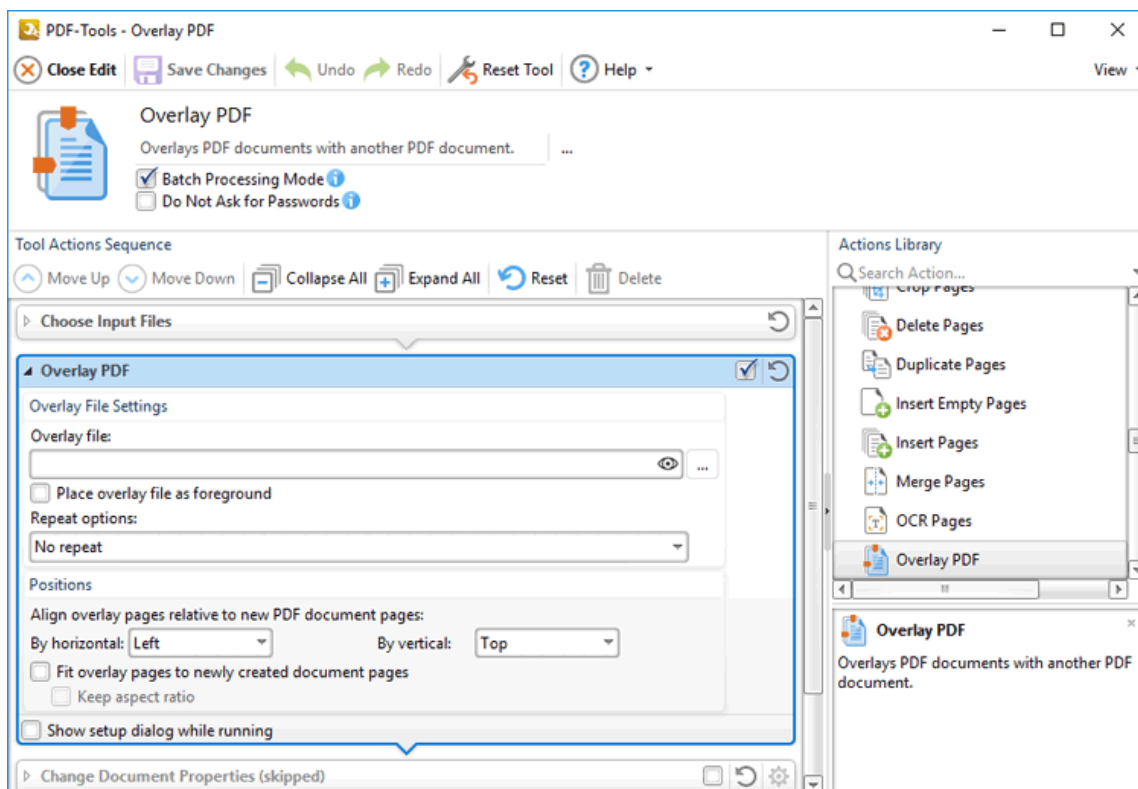 PDF-Tools - Overlay PDF
Close Edit Save Changes Undo Redo Reset Tool ? Help View
Overlay PDF
Overlays PDF documents with another PDF document. ...
Batch Processing Mode i
Do Not Ask for Passwords i
Tool Actions Sequence
Move Up Move Down Collapse All Expand All Reset Delete
Choose Input Files
Overlay PDF
Overlay File Settings
Overlay file:
...
Place overlay file as foreground
Repeat options:
No repeat
Positions
Align overlay pages relative to new PDF document pages:
By horizontal: Left By vertical: Top
Fit overlay pages to newly created document pages
Keep aspect ratio
Show setup dialog while running
Change Document Properties (skipped)
Actions Library
Search Action...
Crop Pages
Delete Pages
Duplicate Pages
Insert Empty Pages
Insert Pages
Merge Pages
T OCR Pages
Overlay PDF
Overlay PDF
Overlays PDF documents with another PDF
document.